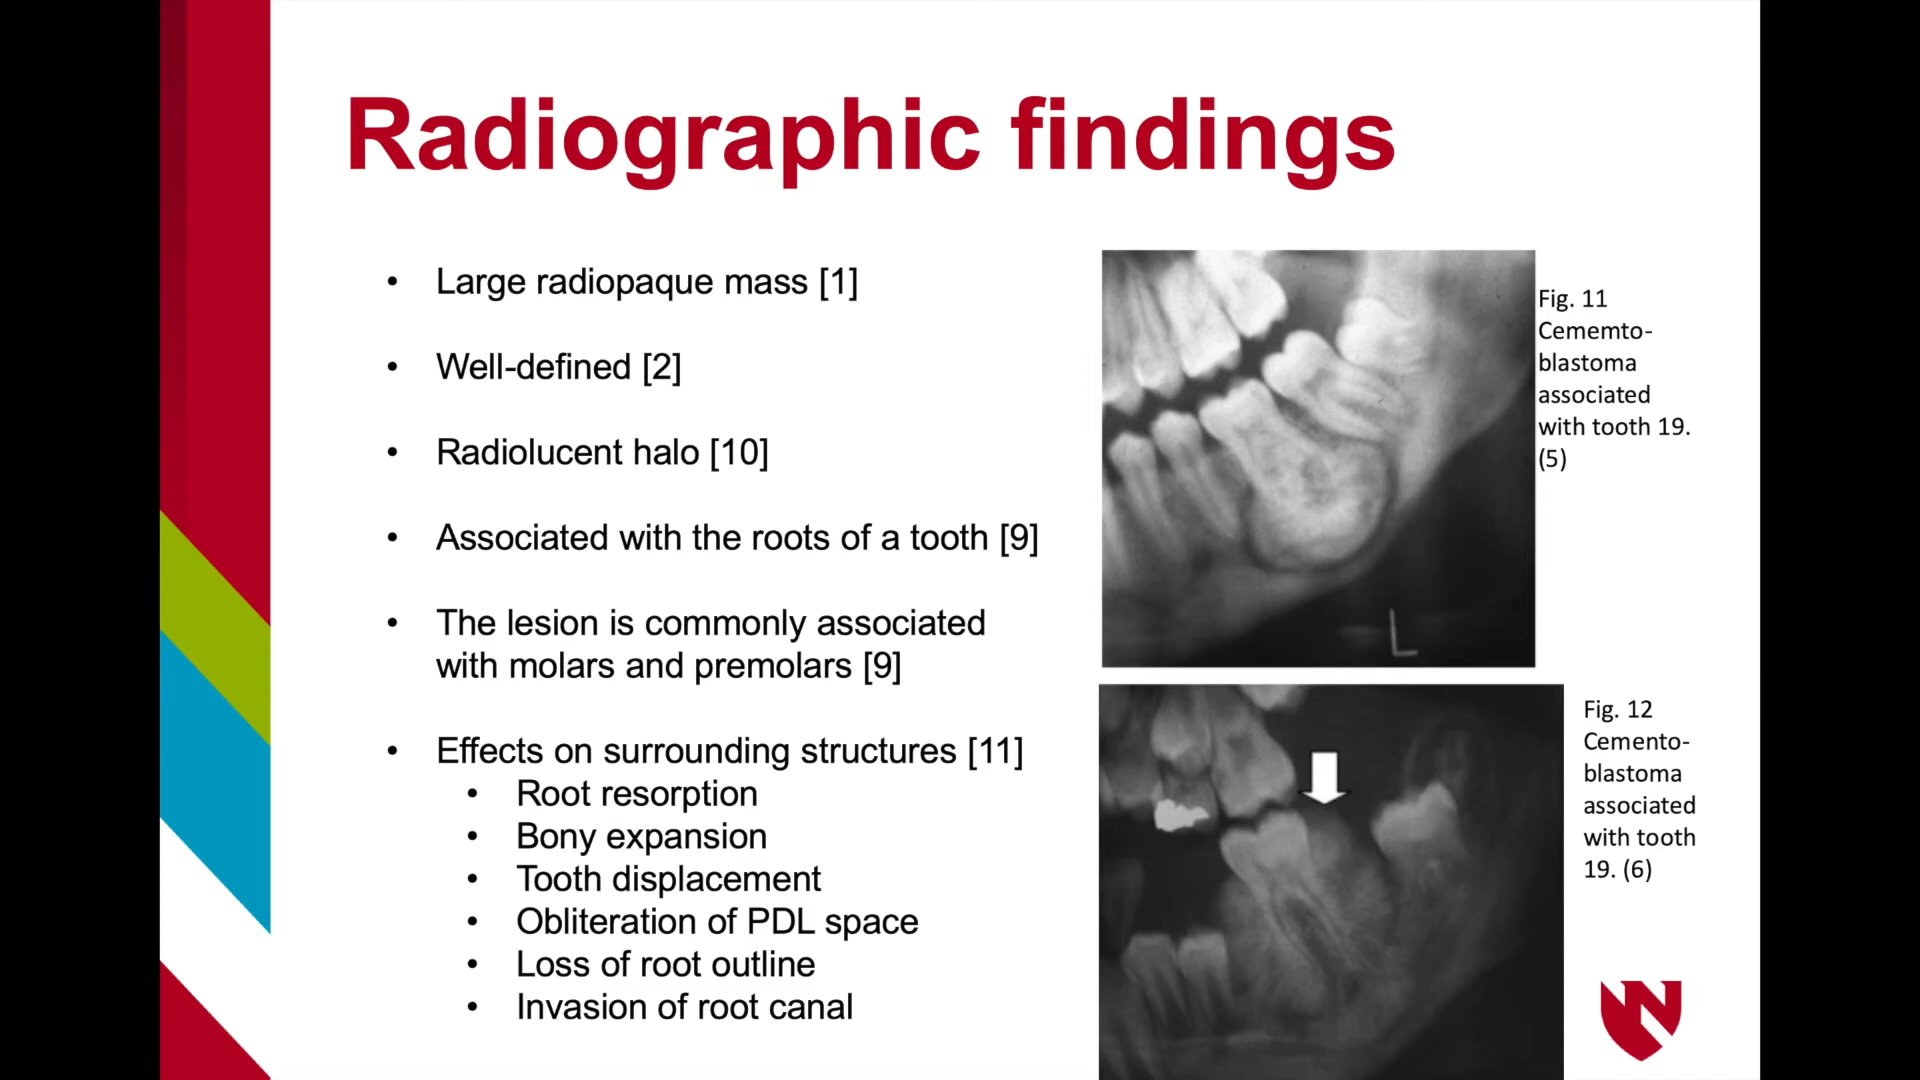 Radiographic findings
• Large radiopaque mass [1]
• Well-defined [2]
• Radiolucent halo [10]
• Associated with the roots of a tooth [9]
• The lesion is commonly associated
with molars and premolars [9]
• Effects on surrounding structures [11]
• Root resorption
• Bony expansion
• Tooth displacement
• Obliteration of PDL space
• Loss of root outline
• Invasion of root canal
Fig. 11
Cememto-
blastoma
associated
with tooth 19.
(5)
L
Fig. 12
Cemento-
blastoma
associated
with tooth
19. (6)
N